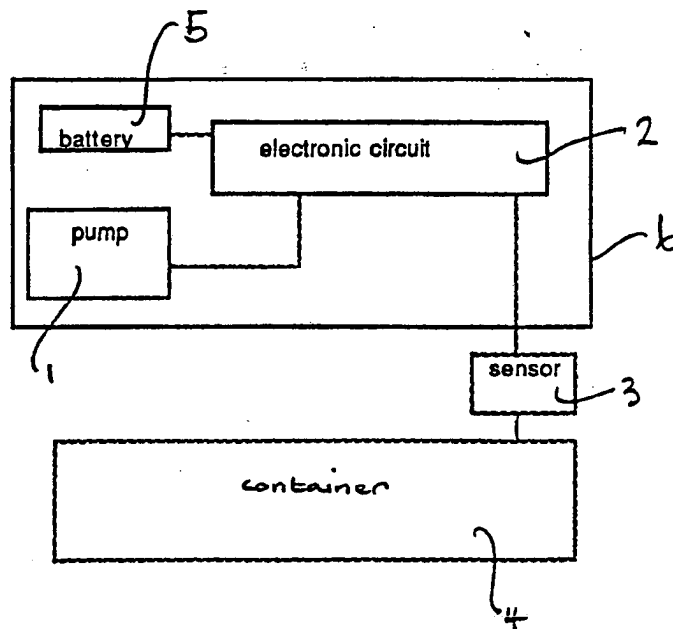 5
battery
electronic circuit
2
pump
6
1
sensor
3
container
4